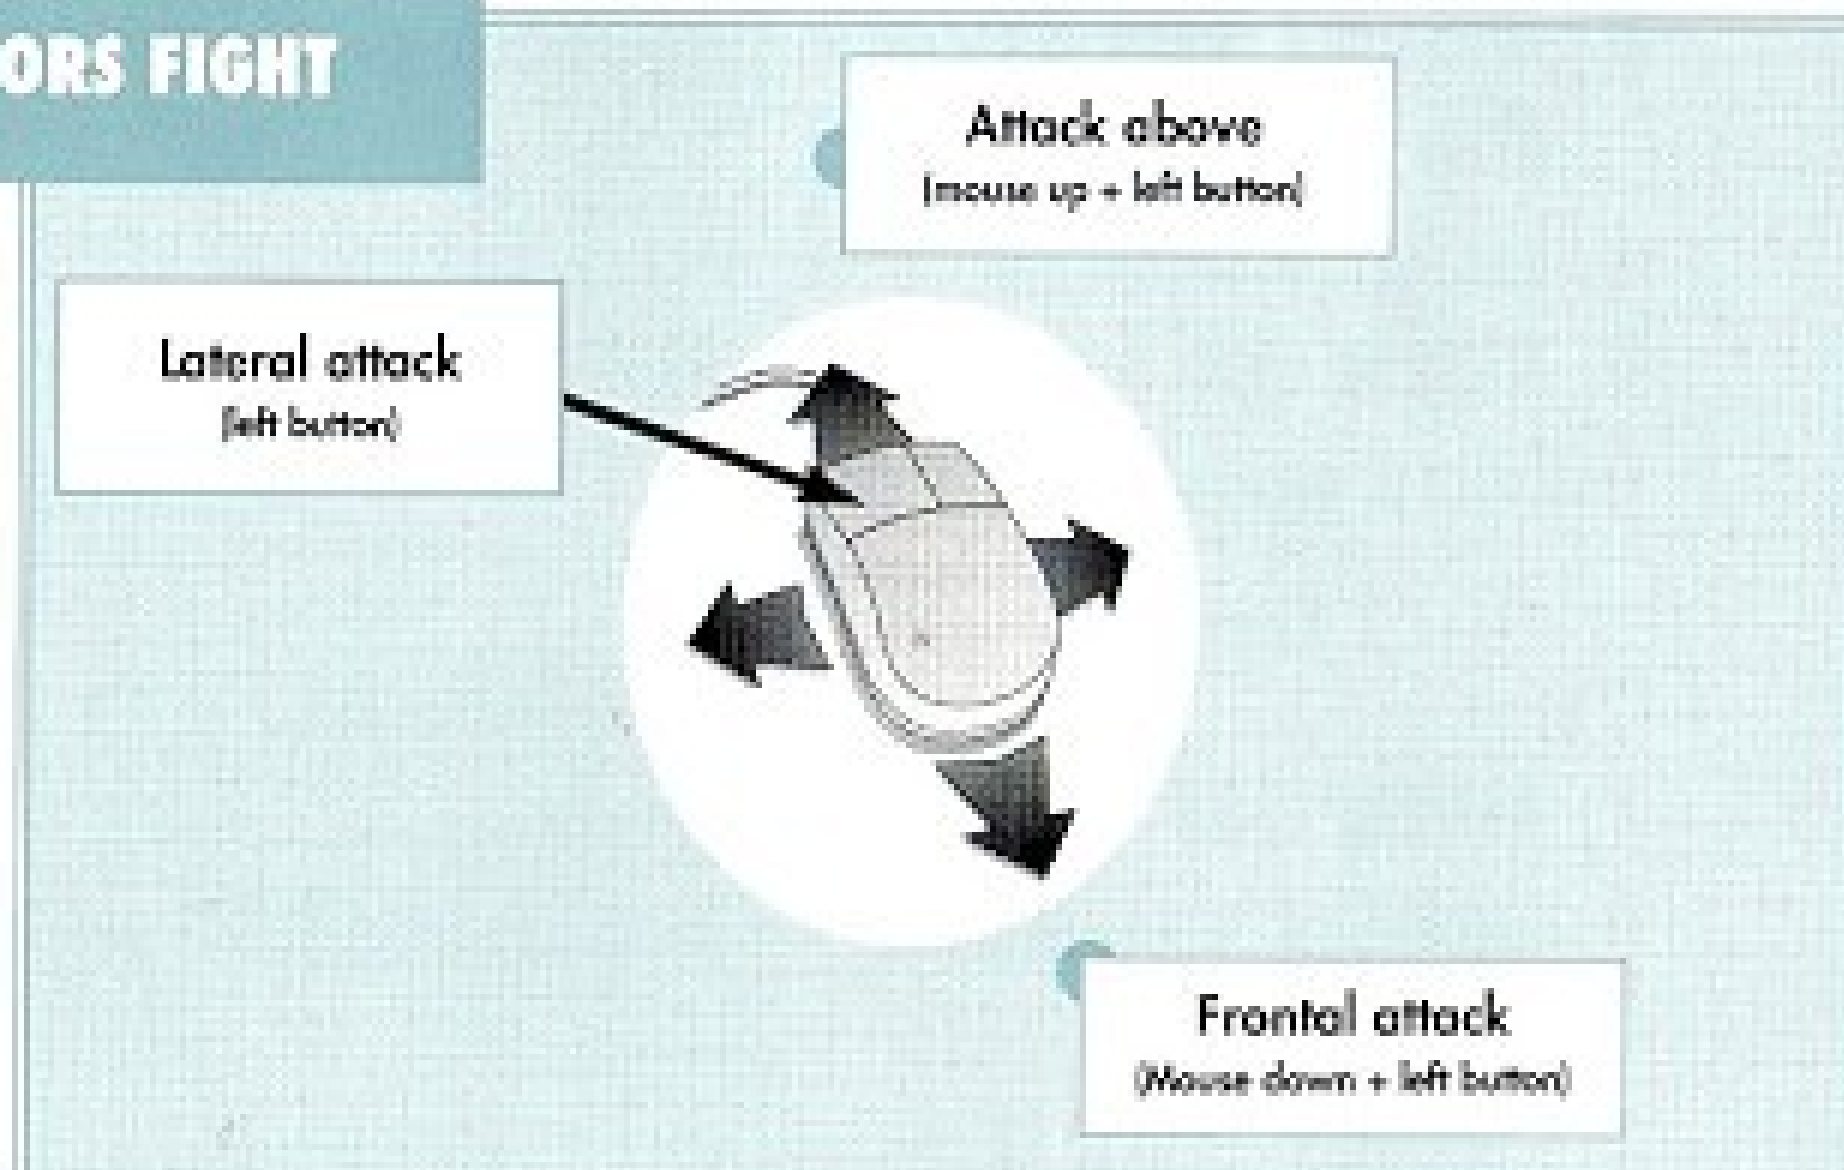 ORS FIGHT
Attack above
(mouse up + left button)
Lateral attack
(left button)
Frontal attack
(Mouse down + left button)